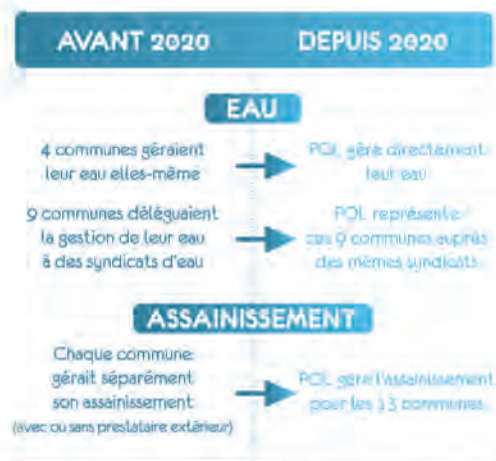 AVANT 2020
DEPUIS 2020
EAU
4 communes géraient
leur eau elles-même
POL gère directement
leur eau
9 communes déléguaient
la gestion de leur eau
à des syndicats d'eau
POL représente
ces 9 communes auprès
des mêmes syndicats
ASSAINISSEMENT
Chaque commune
gérait séparément
son assainissement
(avec ou sans prestataire extérieur)
POL gère l'assainissement
pour les 13 communes